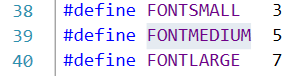 38 #define FONTSMALL 3
39 #define FONTMEDIUM 5
40 #define FONTLARGE 7